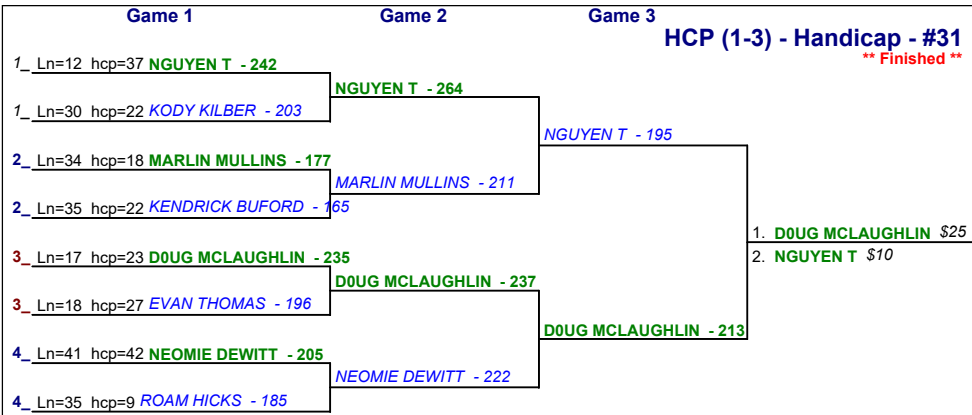 Game 1 Game 2 Game 3
HCP (1-3) - Handicap - #31
** Finished **
1_ Ln=12 hcp=37 NGUYEN T - 242
NGUYEN T - 264
1_ Ln=30 hcp=22 KODY KILBER - 203
NGUYEN T - 195
2_ Ln=34 hcp=18 MARLIN MULLINS - 177
MARLIN MULLINS - 211
2_ Ln=35 hcp=22 KENDRICK BUFORD - 165
1. D0UG MCLAUGHLIN $25
2. NGUYEN T $10
3_ Ln=17 hcp=23 D0UG MCLAUGHLIN - 235
D0UG MCLAUGHLIN - 237
3_ Ln=18 hcp=27 EVAN THOMAS - 196
D0UG MCLAUGHLIN - 213
4_ Ln=41 hcp=42 NEOMIE DEWITT - 205
NEOMIE DEWITT - 222
4_ Ln=35 hcp=9 ROAM HICKS - 185